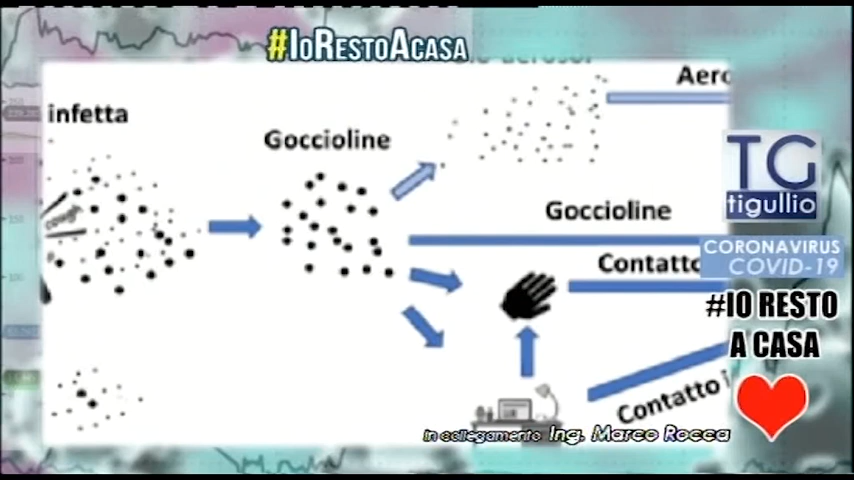 #IoRestoAcasa
infetta
Goccioline
Aero
Goccioline
Contatto
Contatto i
TG
tigullio
CORONAVIRUS
COVID-19
#IO RESTO
A CASA
In collegamento Ing. Marco Rocca